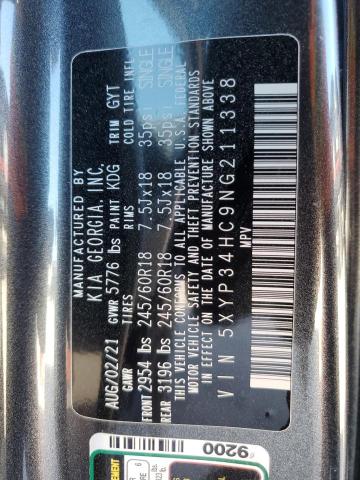 MANUFACTURED BY
KIA GEORGIA, INC.
AUG/02/21 GVWR 5776 lbs PAINT KDG TRIM GYT
GAWR TIRES RIMS COLD TIRE INFL
FRONT 2954 lbs 245/60R18 7.5Jx18 35psi SINGLE
REAR 3196 lbs 245/60R18 7.5Jx18 35psi SINGLE
THIS VEHICLE CONFORMS TO ALL APPLICABLE U.S.A. FEDERAL
MOTOR VEHICLE SAFETY AND THEFT PREVENTION STANDARDS
IN EFFECT ON THE DATE OF MANUFACTURE SHOWN ABOVE
VIN 5XYP34HC9NG211338
MPV
9200